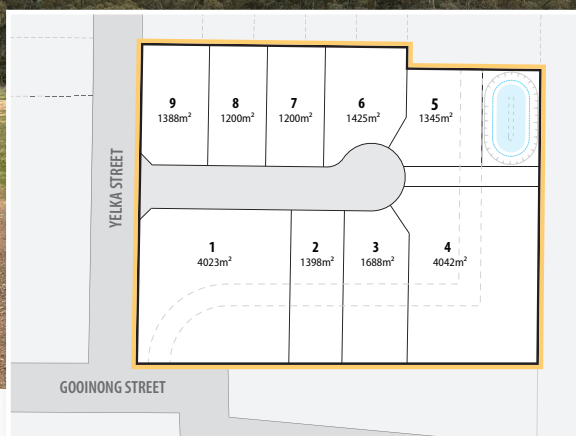 9
1388m²
8
1200m²
7
1200m²
6
1425m²
5
1345m²
YELKA STREET
1
4023m²
2
1398m²
3
1688m²
4
4042m²
GOOINONG STREET